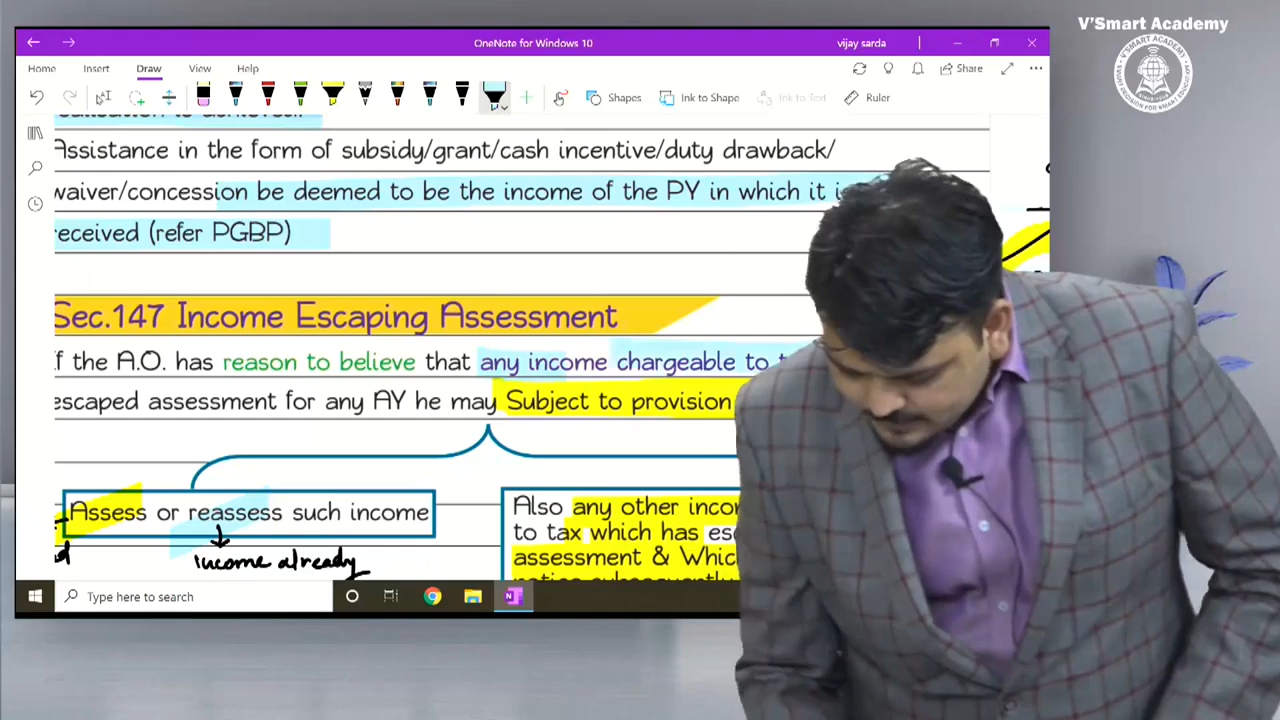 V'Smart Academy
OneNote for Windows 10
vijay sarda
Home Insert Draw View Help
Share
Shapes Ink to Shape Ink to Text Ruler
Assistance in the form of subsidy/grant/cash incentive/duty drawback/
waiver/concession be deemed to be the income of the PY in which it
received (refer PGBP)
Sec.147 Income Escaping Assessment
If the A.O. has reason to believe that any income chargeable to
escaped assessment for any AY he may Subject to provision
Assess or reassess such income
income already
Also any other
to tax which has
assessment & Which
notice subsequently
Type here to search